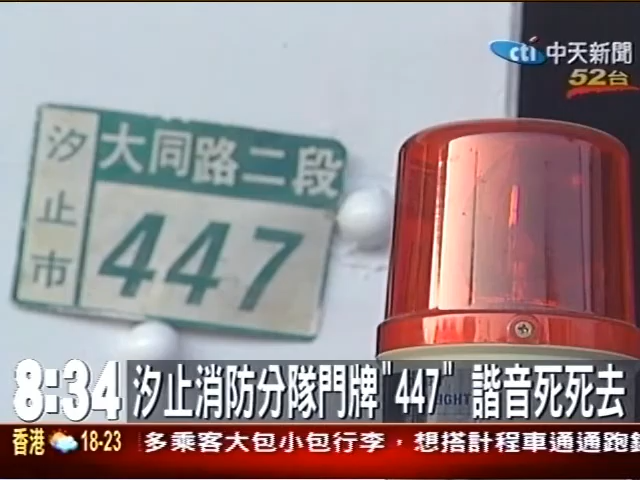 cti 中天新聞
52台
汐止市
大同路二段
447
8:34 汐止消防分隊門牌"447" 諧音死死去
香港 18-23 多乘客大包小包行李，想搭計程車通通跑